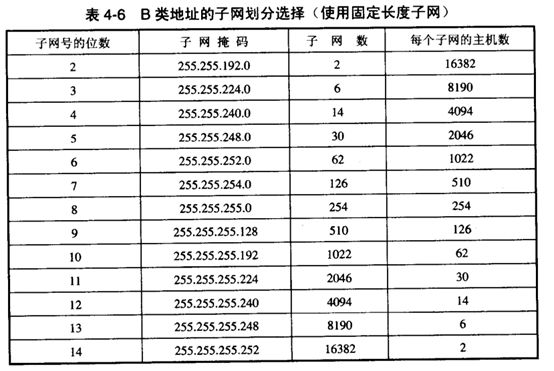 表 4-6 B 类地址的子网划分选择（使用固定长度子网）
子网号的位数 子 网 掩 码 子 网 数 每个子网的主机数
2 255.255.192.0 2 16382
3 255.255.224.0 6 8190
4 255.255.240.0 14 4094
5 255.255.248.0 30 2046
6 255.255.252.0 62 1022
7 255.255.254.0 126 510
8 255.255.255.0 254 254
9 255.255.255.128 510 126
10 255.255.255.192 1022 62
11 255.255.255.224 2046 30
12 255.255.255.240 4094 14
13 255.255.255.248 8190 6
14 255.255.255.252 16382 2